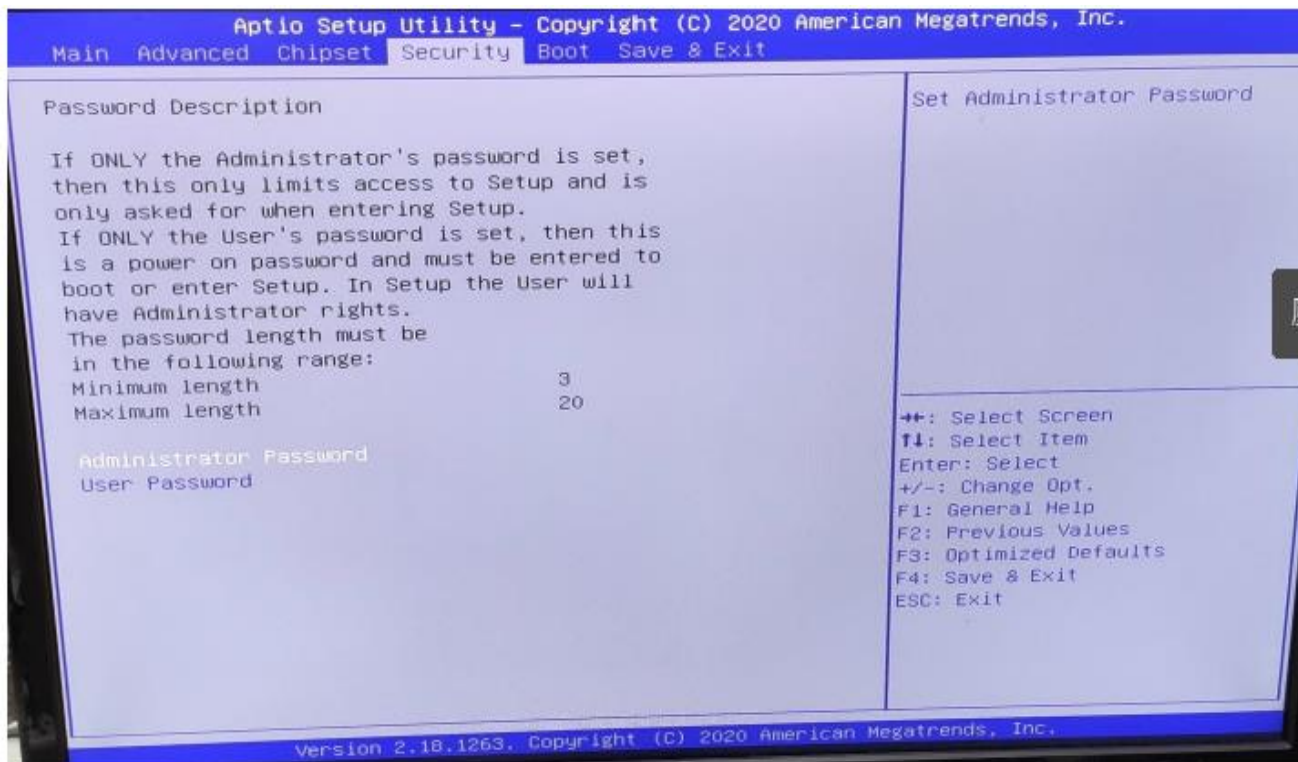 Aptio Setup Utility – Copyright (C) 2020 American Megatrends, Inc.
Main Advanced Chipset Security Boot Save & Exit
Password Description
If ONLY the Administrator's password is set,
then this only limits access to Setup and is
only asked for when entering Setup.
If ONLY the User's password is set, then this
is a power on password and must be entered to
boot or enter Setup. In Setup the User will
have Administrator rights.
The password length must be
in the following range:
Minimum length 3
Maximum length 20
Administrator Password
User Password
Set Administrator Password
→←: Select Screen
↑↓: Select Item
Enter: Select
+/-: Change Opt.
F1: General Help
F2: Previous Values
F3: Optimized Defaults
F4: Save & Exit
ESC: Exit
Version 2.18.1263. Copyright (C) 2020 American Megatrends, Inc.